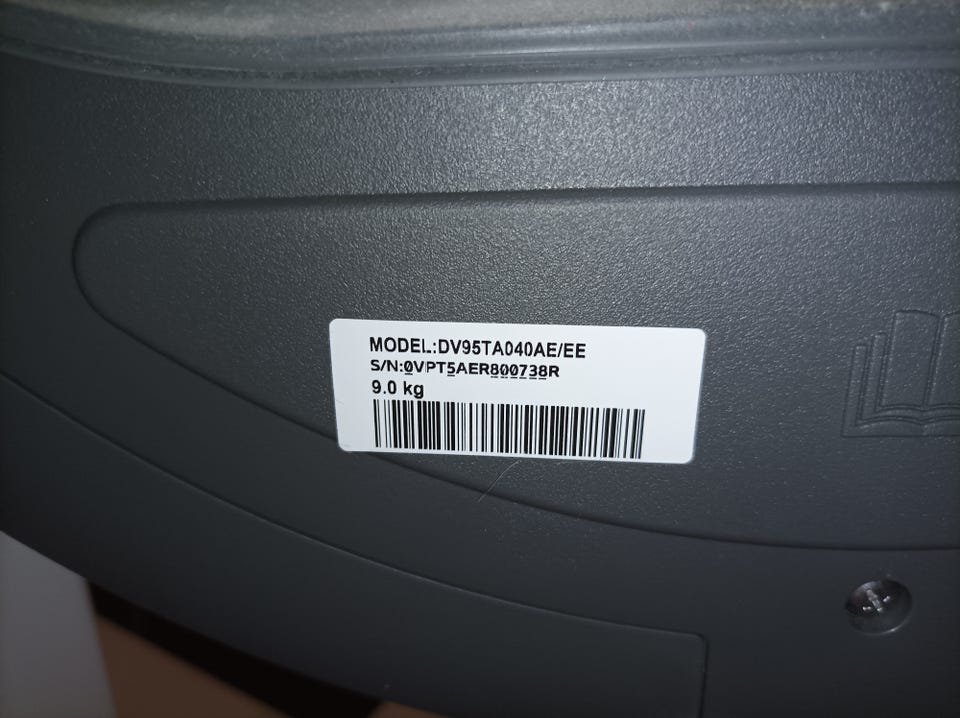 MODEL:DV95TA040AE/EE
S/N:0VPT5AER800738R
9.0 kg